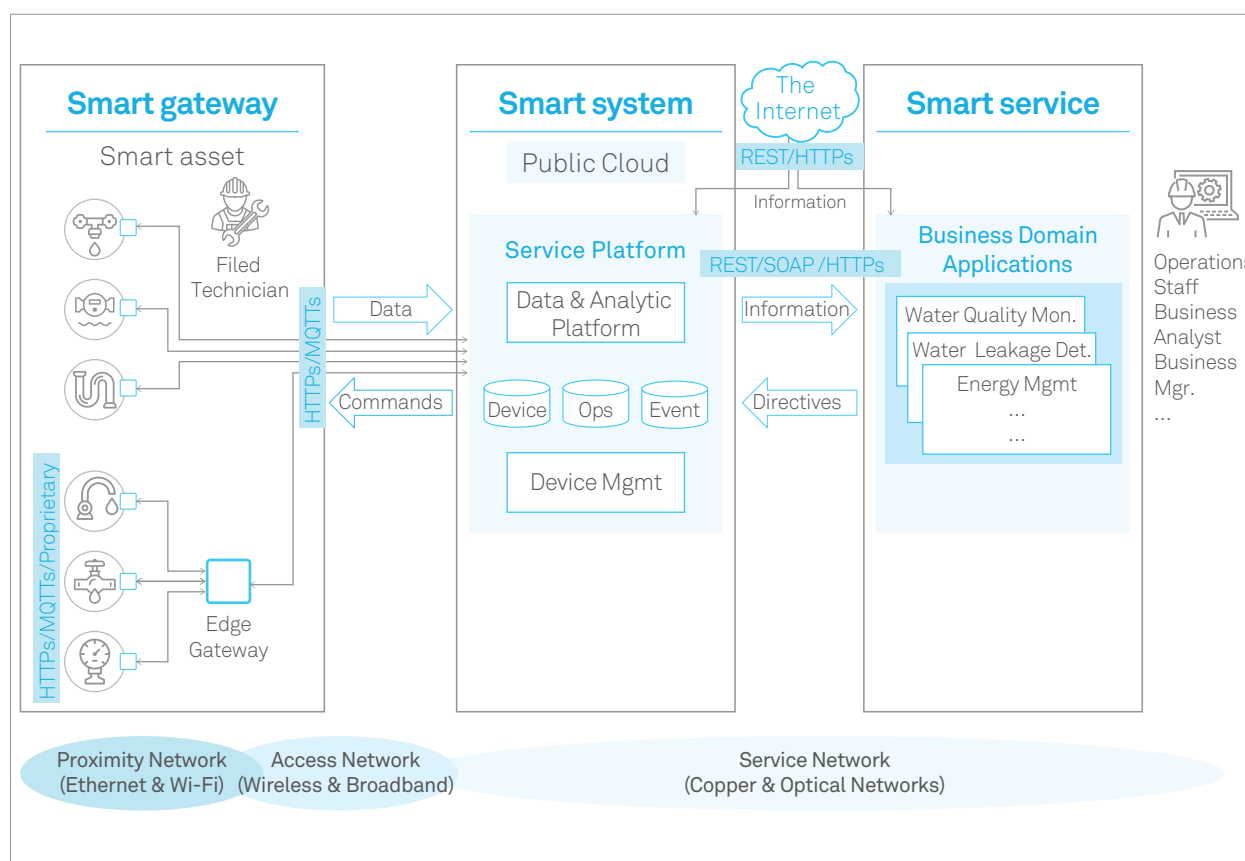 Smart gateway
Smart asset
Filed
Technician
HTTPs/MQTTs/Proprietary
Edge
Gateway
HTTPs/MQTTs
Data
Commands
Smart system
Public Cloud
Service Platform
Data & Analytic
Platform
Device
Ops
Event
Device Mgmt
The
Internet
REST/HTTPs
Information
REST/SOAP /HTTPs
Information
Directives
Smart service
Business Domain
Applications
Water Quality Mon.
Water Leakage Det.
Energy Mgmt
...
...
Operations
Staff
Business
Analyst
Business
Mgr.
...
Proximity Network
(Ethernet & Wi-Fi)
Access Network
(Wireless & Broadband)
Service Network
(Copper & Optical Networks)